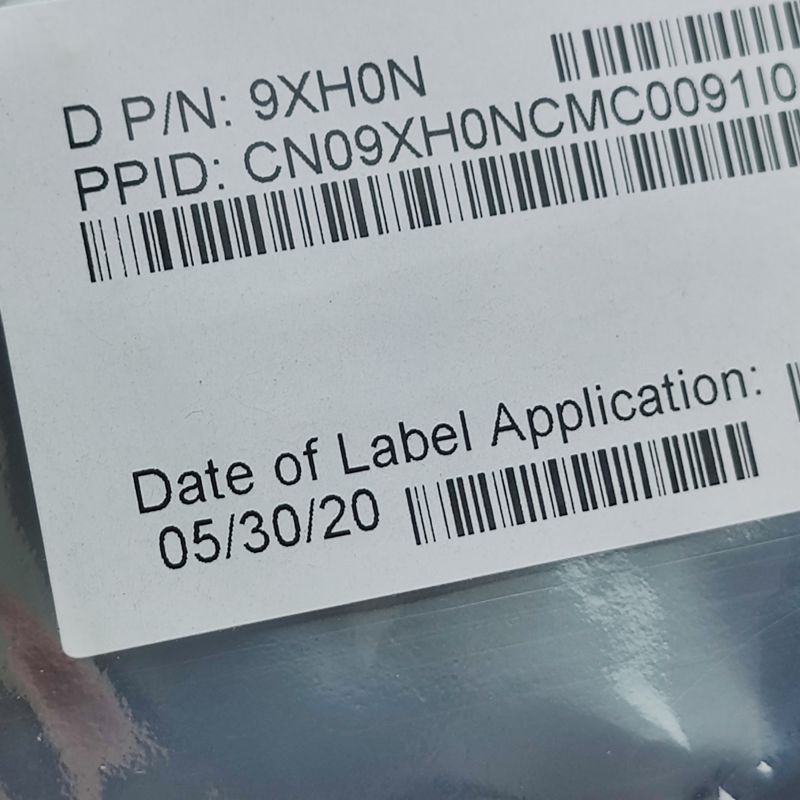 D P/N: 9XH0N
PPID: CN09XH0NCMC0091I0
Date of Label Application:
05/30/20